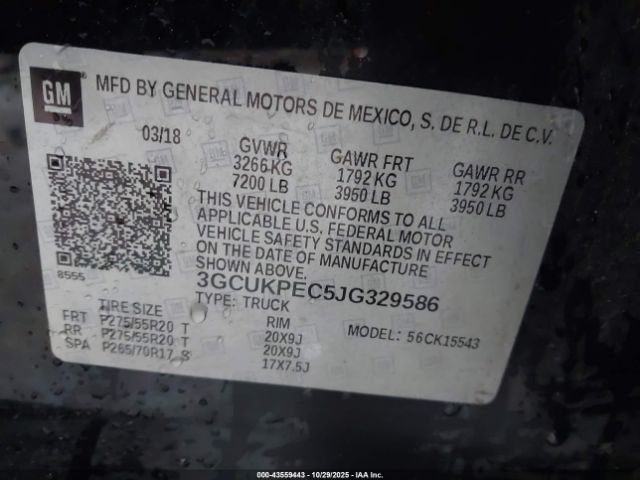 GM
MFD BY GENERAL MOTORS DE MEXICO, S. DE R.L. DE C.V.
03/18 GVWR GAWR FRT GAWR RR
3266 KG 1792 KG 1792 KG
7200 LB 3950 LB 3950 LB
THIS VEHICLE CONFORMS TO ALL
APPLICABLE U.S. FEDERAL MOTOR
VEHICLE SAFETY STANDARDS IN EFFECT
ON THE DATE OF MANUFACTURE
SHOWN ABOVE.
8555
3GCUKPEC5JG329586
TYPE: TRUCK
TIRE SIZE RIM MODEL: 56CK15543
FRT P275/55R20 T 20X9J
RR P275/55R20 T 20X9J
SPA P265/70R17 S 17X7.5J
000-43559443 | 10/29/2025 | IAA Inc.